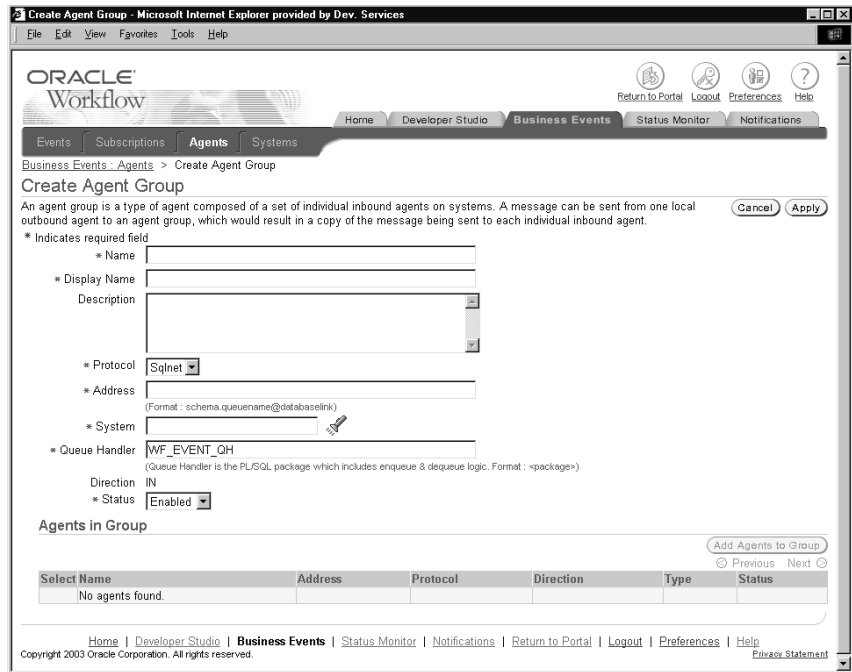 Create Agent Group - Microsoft Internet Explorer provided by Dev. Services
File Edit View Favorites Tools Help
ORACLE
Workflow
Return to Portal Logout Preferences Help
Home Developer Studio Business Events Status Monitor Notifications
Events Subscriptions Agents Systems
Business Events : Agents > Create Agent Group
Create Agent Group
An agent group is a type of agent composed of a set of individual inbound agents on systems. A message can be sent from one local
outbound agent to an agent group, which would result in a copy of the message being sent to each individual inbound agent.
Cancel Apply
* Indicates required field
* Name
* Display Name
Description
* Protocol Sqlnet
* Address
(Format : schema.queuename@databaselink)
* System
* Queue Handler WF_EVENT_QH
(Queue Handler is the PL/SQL package which includes enqueue & dequeue logic. Format : <package>)
Direction IN
* Status Enabled
Agents in Group
Add Agents to Group
Previous Next
Select Name Address Protocol Direction Type Status
No agents found.
Home | Developer Studio | Business Events | Status Monitor | Notifications | Return to Portal | Logout | Preferences | Help
Copyright 2003 Oracle Corporation. All rights reserved. Privacy Statement